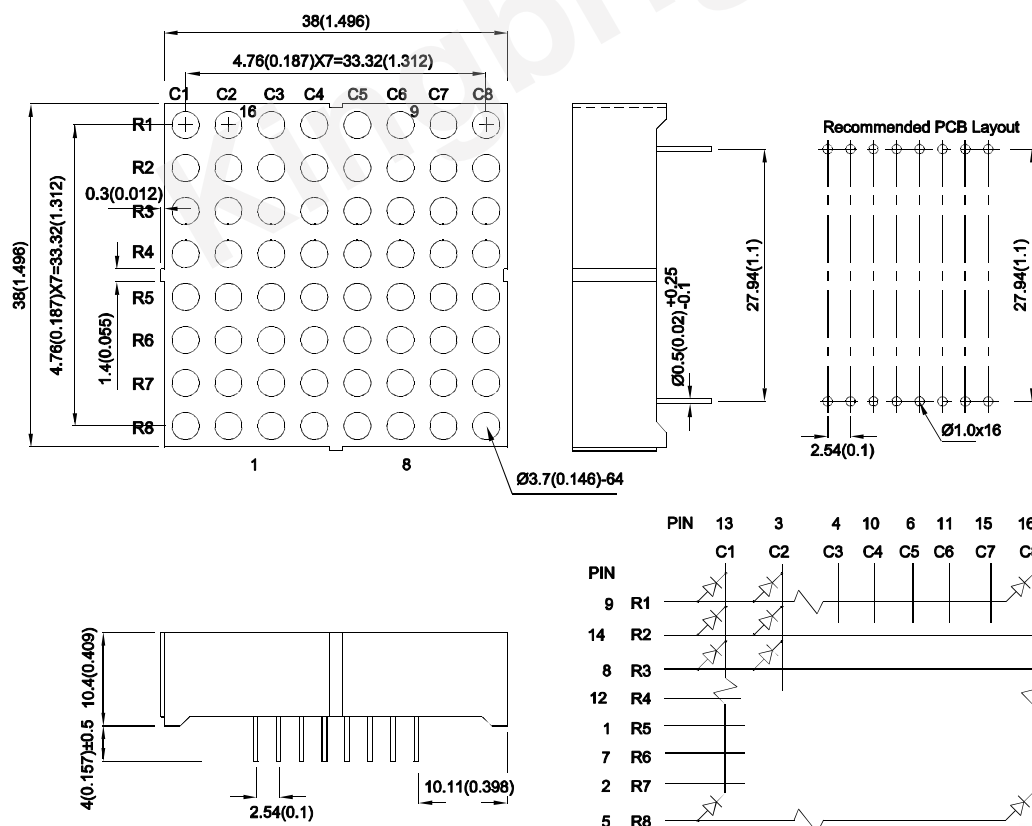 38(1.496)
4.76(0.187)X7=33.32(1.312)
C1 C2 C3 C4 C5 C6 C7 C8
16 9
R1
R2
0.3(0.012)
R3
R4
R5
R6
R7
R8
38(1.496)
4.76(0.187)X7=33.32(1.312)
1.4(0.055)
1 8
Ø3.7(0.146)-64
27.94(1.1)
Ø0.5(0.02)+0.25 -0.1
Recommended PCB Layout
27.94(1.1)
Ø1.0x16
2.54(0.1)
10.4(0.409)
4(0.157)±0.5
2.54(0.1)
10.11(0.398)
PIN 13 3 4 10 6 11 15 16
C1 C2 C3 C4 C5 C6 C7
PIN
9 R1
14 R2
8 R3
12 R4
1 R5
7 R6
2 R7
5 R8